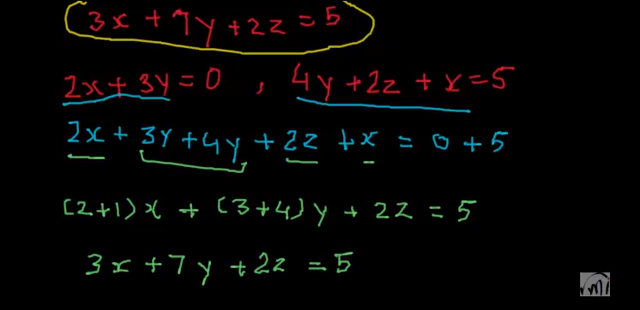 3x + 7y + 2z = 5
2x + 3y = 0 , 4y + 2z + x = 5
2x + 3y + 4y + 2z + x = 0 + 5
(2+1)x + (3+4)y + 2z = 5
3x + 7y + 2z = 5